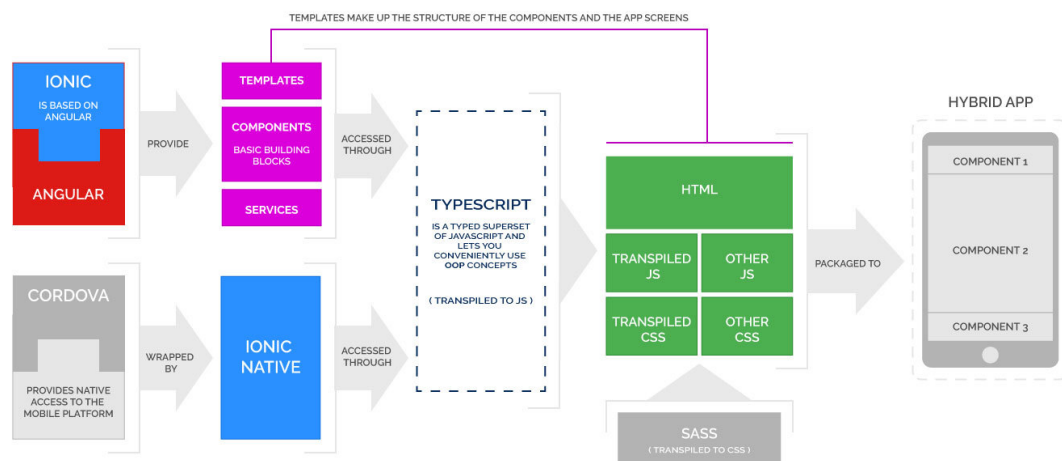 TEMPLATES MAKE UP THE STRUCTURE OF THE COMPONENTS AND THE APP SCREENS
IONIC
IS BASED ON
ANGULAR
ANGULAR
PROVIDE
TEMPLATES
COMPONENTS
BASIC BUILDING
BLOCKS
SERVICES
ACCESSED
THROUGH
CORDOVA
PROVIDES NATIVE
ACCESS TO THE
MOBILE PLATFORM
WRAPPED
BY
IONIC
NATIVE
ACCESSED
THROUGH
TYPESCRIPT
IS A TYPED SUPERSET
OF JAVASCRIPT AND
LETS YOU
CONVENIENTLY USE
OOP CONCEPTS
( TRANSPILED TO JS )
HTML
TRANSPILED
JS
OTHER
JS
TRANSPILED
CSS
OTHER
CSS
SASS
( TRANSPILED TO CSS )
PACKAGED TO
HYBRID APP
COMPONENT 1
COMPONENT 2
COMPONENT 3